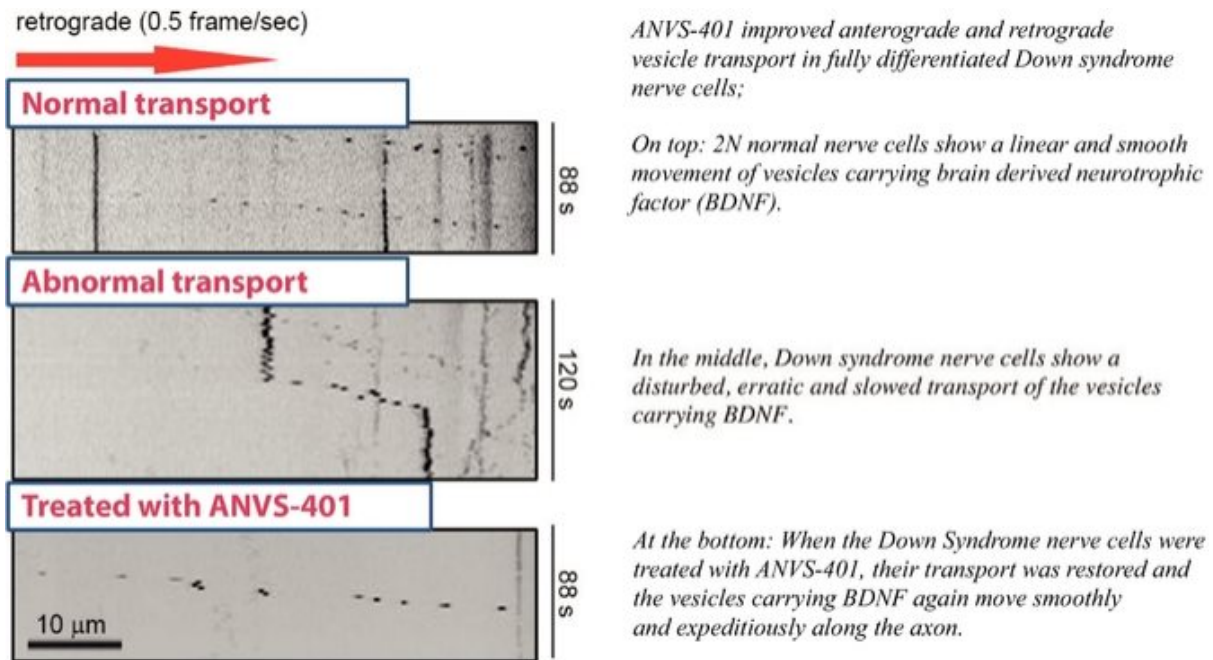 retrograde (0.5 frame/sec)
Normal transport
88 s
Abnormal transport
120 s
Treated with ANVS-401
88 s
10 μm
ANVS-401 improved anterograde and retrograde
vesicle transport in fully differentiated Down syndrome
nerve cells;
On top: 2N normal nerve cells show a linear and smooth
movement of vesicles carrying brain derived neurotrophic
factor (BDNF).
In the middle, Down syndrome nerve cells show a
disturbed, erratic and slowed transport of the vesicles
carrying BDNF.
At the bottom: When the Down Syndrome nerve cells were
treated with ANVS-401, their transport was restored and
the vesicles carrying BDNF again move smoothly
and expeditiously along the axon.